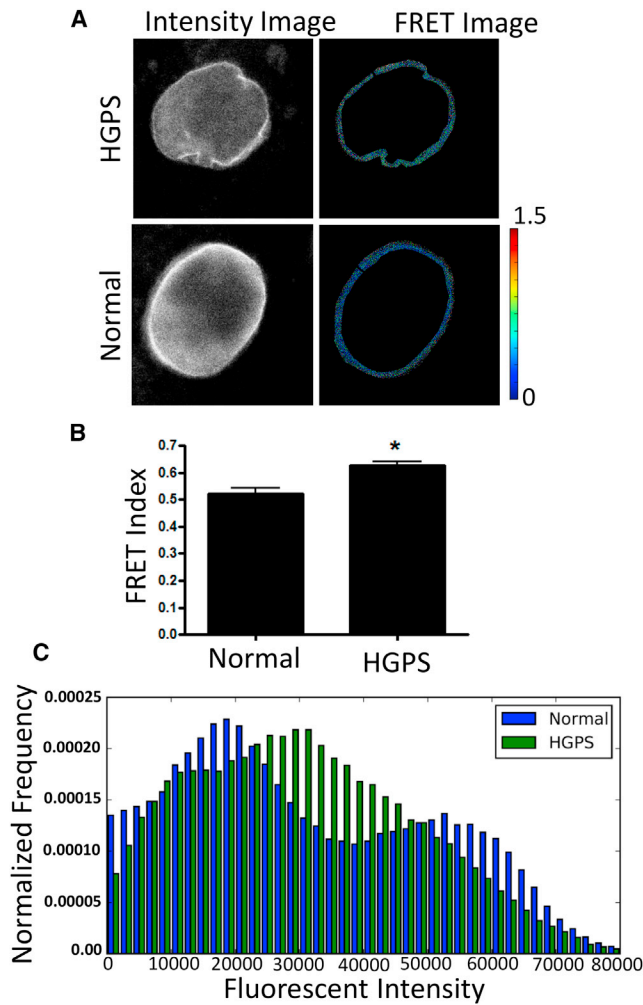 A
Intensity Image
FRET Image
HGPS
Normal
1.5
0
B
FRET Index
0.7
0.6
0.5
0.4
0.3
0.2
0.1
0.0
*
Normal
HGPS
C
Normalized Frequency
0.00025
0.00020
0.00015
0.00010
0.00005
0.00
Normal
HGPS
0
10000
20000
30000
40000
50000
60000
70000
80000
Fluorescent Intensity